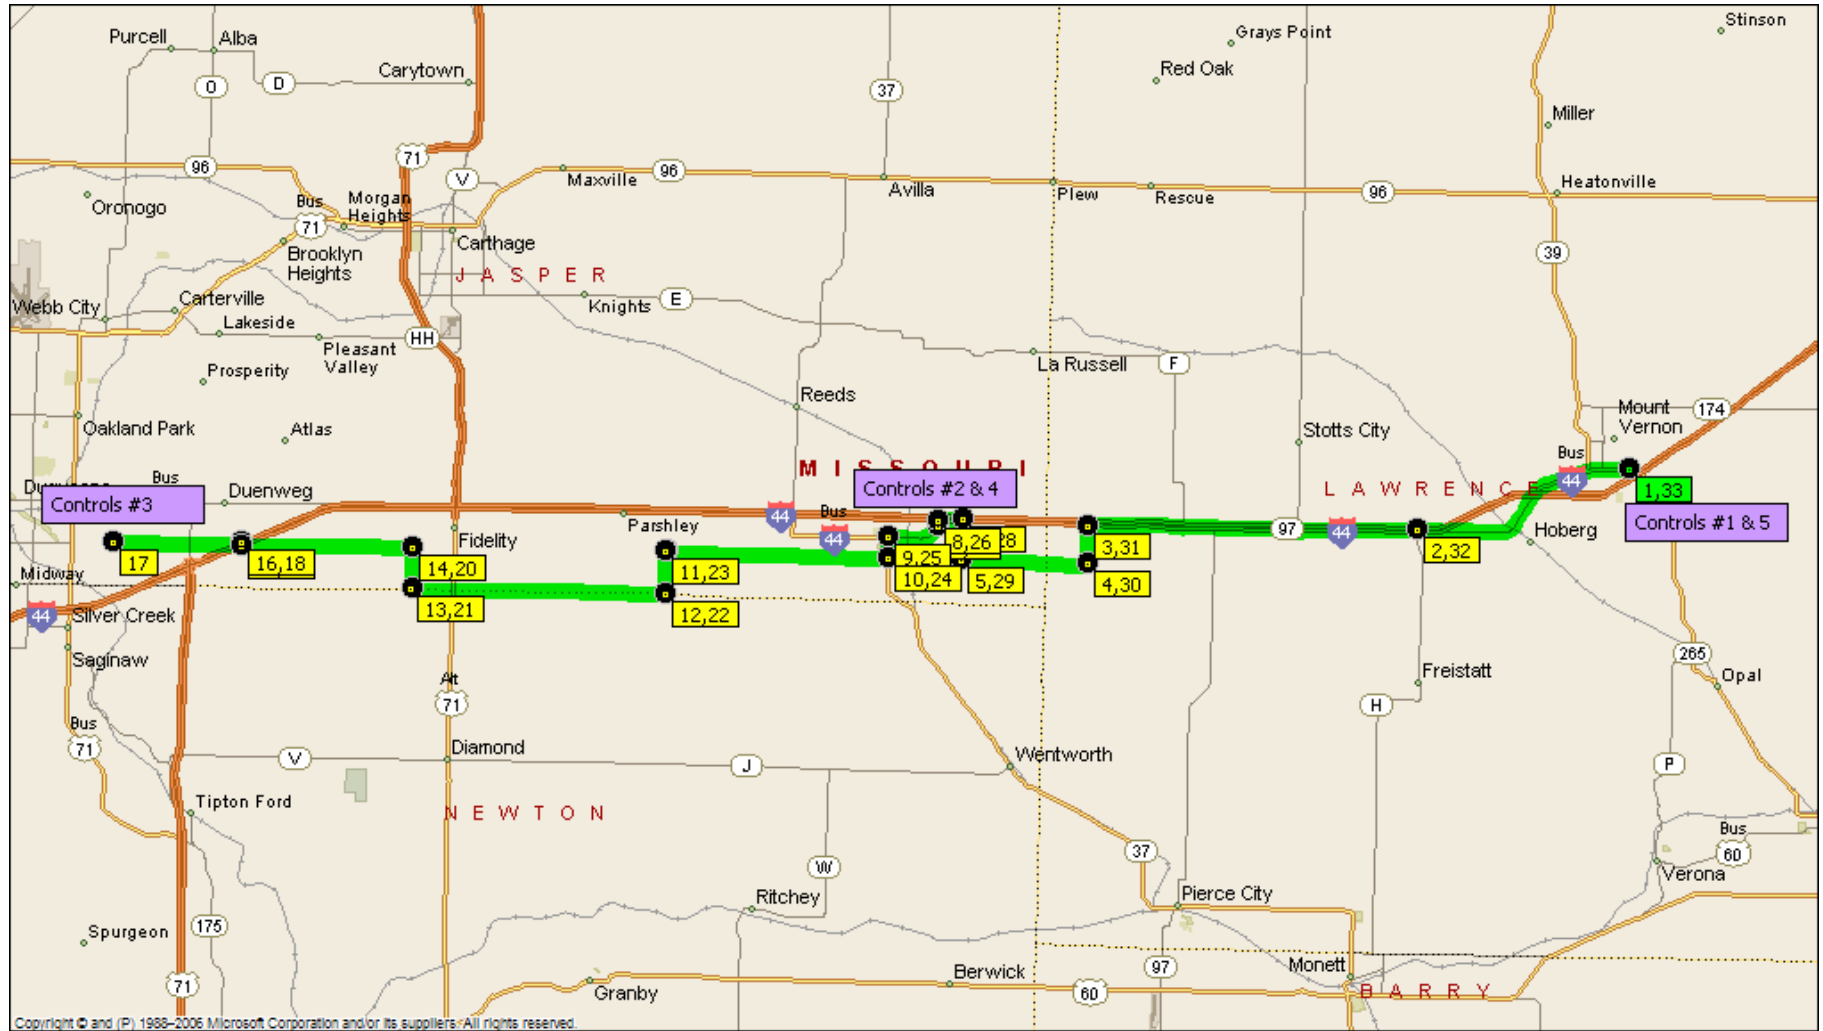 Stinson
Purcell
Alba
Grays Point
Carytown
Red Oak
O
D
37
Miller
71
96
V
Maxville
96
Avilla
Plew
Rescue
96
Heatonville
Oronogo
Bus
71
Morgan
Heights
Brooklyn
Heights
Carthage
39
JASPER
Webb City
Carterville
Knights
E
Lakeside
HH
Pleasant
Valley
La Russell
F
Prosperity
Reeds
Mount
Vernon
174
Oakland Park
Atlas
Stotts City
MISSOURI
Bus
44
LAWRENCE
1,33
Controls #1 & 5
Controls #2 & 4
Bus
Duenweg
Controls #3
Parshley
44
Bus
44
Fidelity
8,26
9,25
10,24
5,29
3,31
4,30
97
44
2,32
Hoberg
17
16,18
14,20
11,23
Midway
13,21
12,22
44
Silver Creek
Saginaw
265
Opal
Freistatt
Alt
71
H
Bus
71
V
Diamond
J
Wentworth
P
Tipton Ford
NEWTON
Bus
60
37
W
Verona
Ritchey
Pierce City
Spurgeon
175
71
Granby
Berwick
60
97
Monett
BARRY
Copyright © and (P) 1988–2006 Microsoft Corporation and/or its suppliers. All rights reserved.